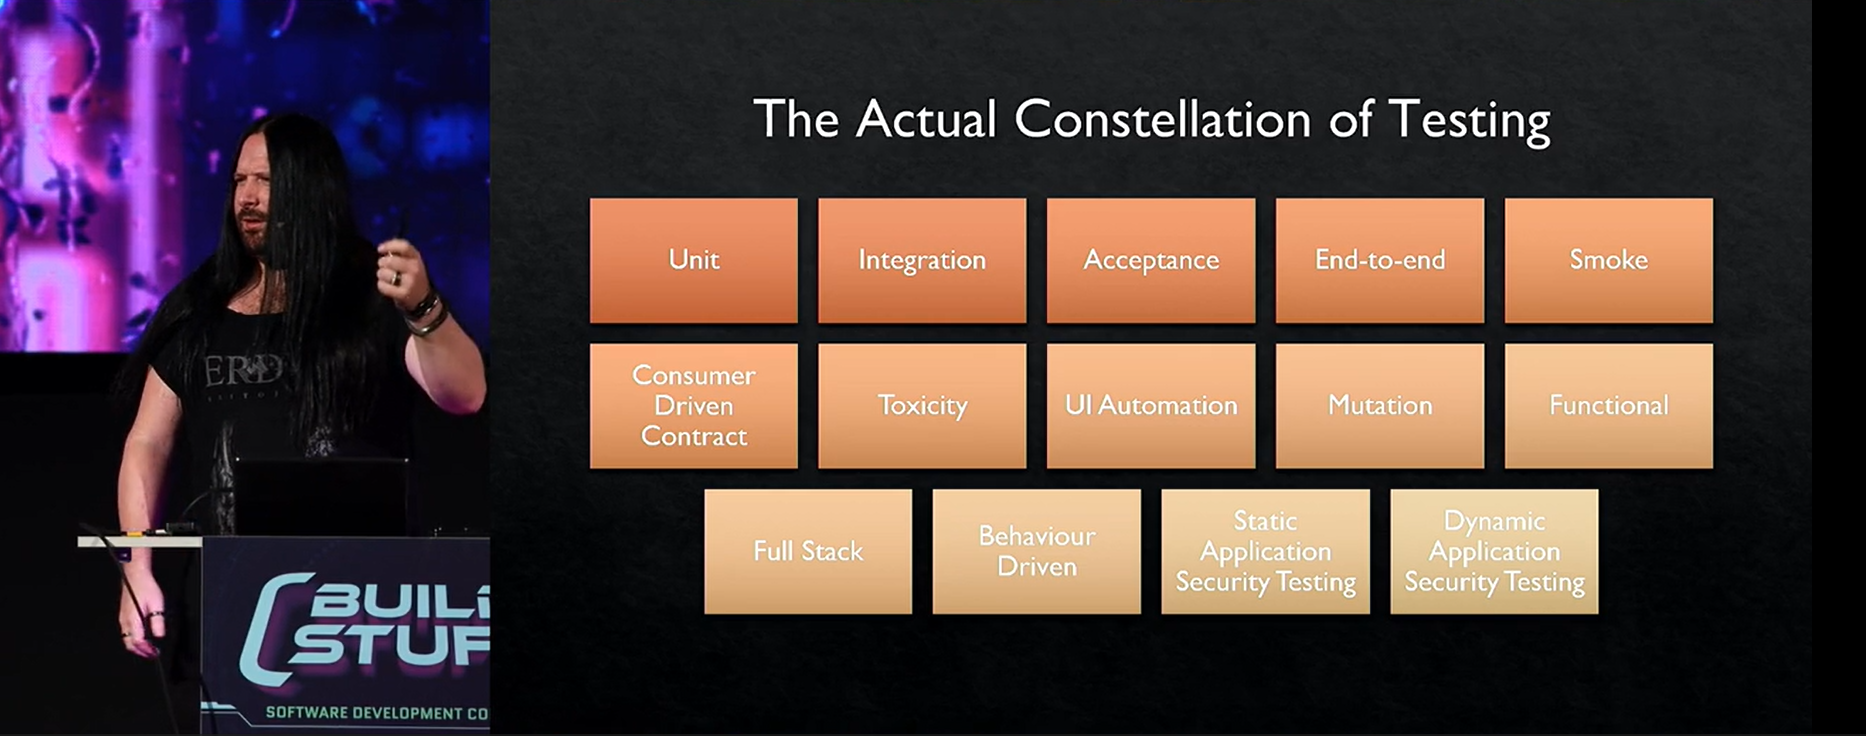 The Actual Constellation of Testing
Unit
Integration
Acceptance
End-to-end
Smoke
Consumer
Driven
Contract
Toxicity
UI Automation
Mutation
Functional
Full Stack
Behaviour
Driven
Static
Application
Security Testing
Dynamic
Application
Security Testing
BUIL
STUF
SOFTWARE DEVELOPMENT CO